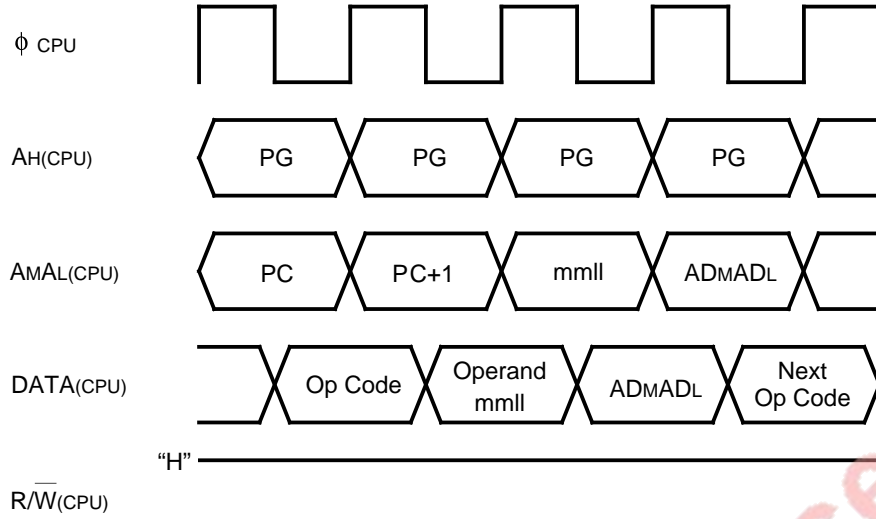 ϕ CPU
AH(CPU)
PG
PG
PG
PG
AMAL(CPU)
PC
PC+1
mmll
ADMADL
DATA(CPU)
Op Code
Operand
mmll
ADMADL
Next
Op Code
“H”
R/W̅(CPU)